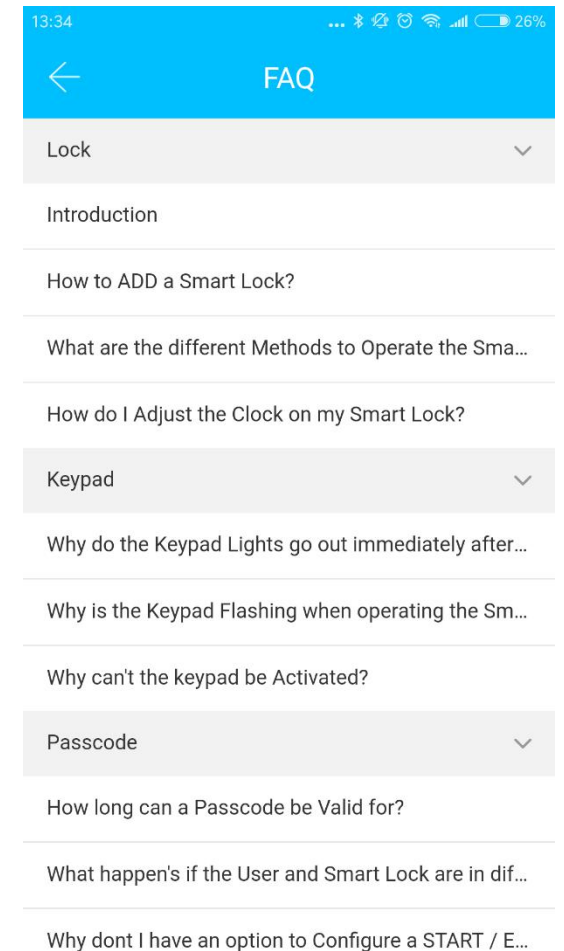 13:34 ... 26%
FAQ
Lock
Introduction
How to ADD a Smart Lock?
What are the different Methods to Operate the Sma...
How do I Adjust the Clock on my Smart Lock?
Keypad
Why do the Keypad Lights go out immediately after...
Why is the Keypad Flashing when operating the Sm...
Why can't the keypad be Activated?
Passcode
How long can a Passcode be Valid for?
What happen's if the User and Smart Lock are in dif...
Why dont I have an option to Configure a START / E...